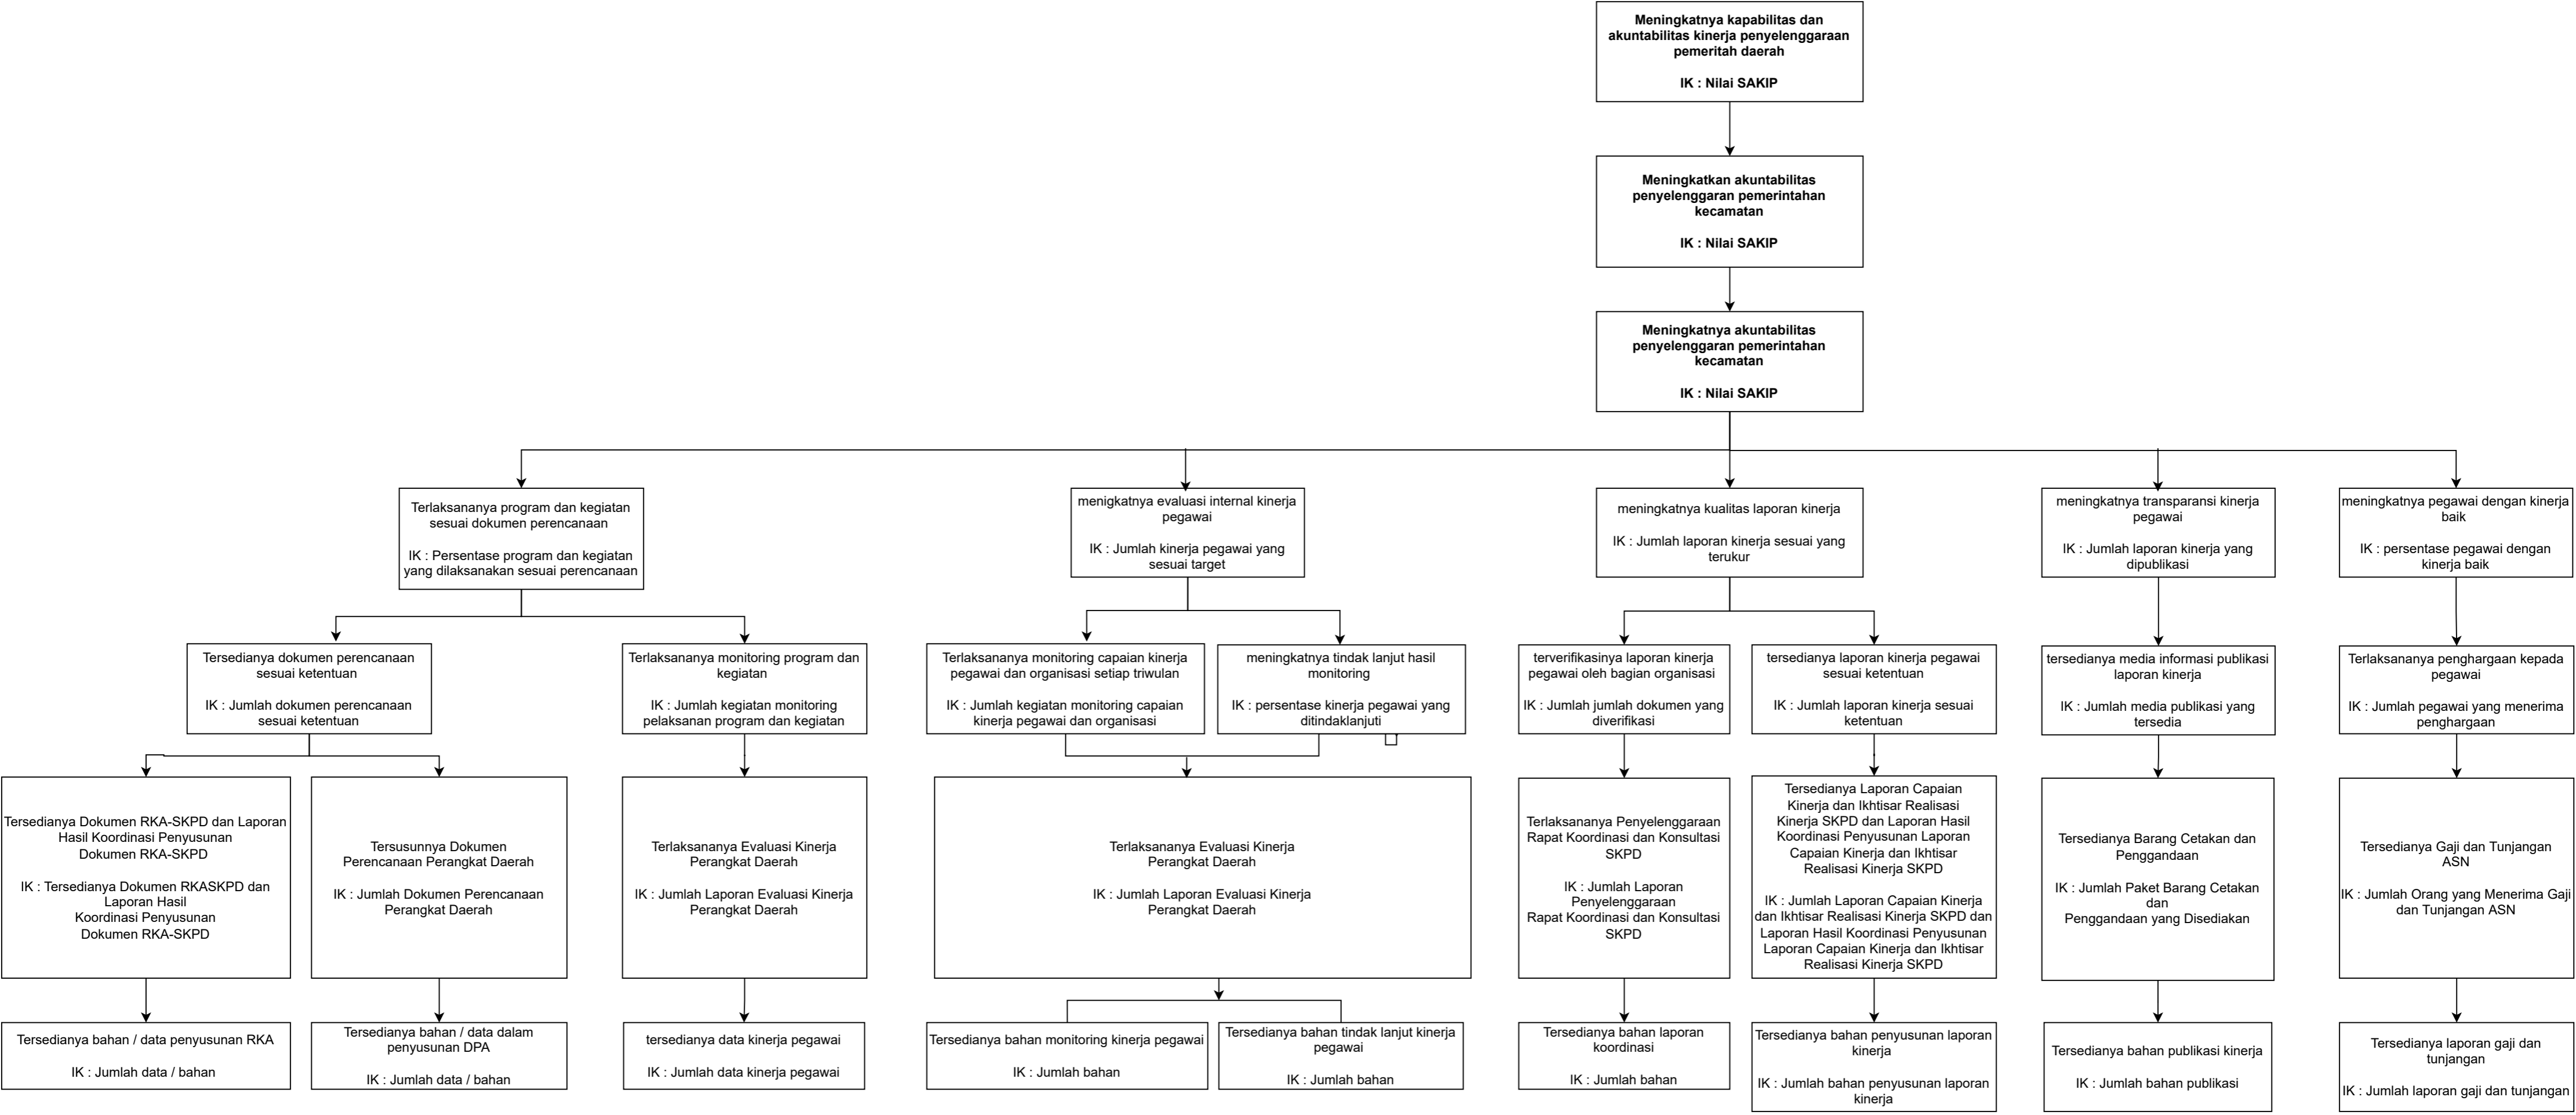 Meningkatnya kapabilitas dan
akuntabilitas kinerja penyelenggaraan
pemeritah daerah
IK : Nilai SAKIP
Meningkatkan akuntabilitas
penyelenggaran pemerintahan
kecamatan
IK : Nilai SAKIP
Meningkatnya akuntabilitas
penyelenggaran pemerintahan
kecamatan
IK : Nilai SAKIP
Terlaksananya program dan kegiatan
sesuai dokumen perencanaan
IK : Persentase program dan kegiatan
yang dilaksanakan sesuai perencanaan
menigkatnya evaluasi internal kinerja
pegawai
IK : Jumlah kinerja pegawai yang
sesuai target
meningkatnya kualitas laporan kinerja
IK : Jumlah laporan kinerja sesuai yang
terukur
meningkatnya transparansi kinerja
pegawai
IK : Jumlah laporan kinerja yang
dipublikasi
meningkatnya pegawai dengan kinerja
baik
IK : persentase pegawai dengan
kinerja baik
Tersedianya dokumen perencanaan
sesuai ketentuan
IK : Jumlah dokumen perencanaan
sesuai ketentuan
Terlaksananya monitoring program dan
kegiatan
IK : Jumlah kegiatan monitoring
pelaksanan program dan kegiatan
Terlaksananya monitoring capaian kinerja
pegawai dan organisasi setiap triwulan
IK : Jumlah kegiatan monitoring capaian
kinerja pegawai dan organisasi
meningkatnya tindak lanjut hasil
monitoring
IK : persentase kinerja pegawai yang
ditindaklanjuti
terverifikasinya laporan kinerja
pegawai oleh bagian organisasi
IK : Jumlah jumlah dokumen yang
diverifikasi
tersedianya laporan kinerja pegawai
sesuai ketentuan
IK : Jumlah laporan kinerja sesuai
ketentuan
tersedianya media informasi publikasi
laporan kinerja
IK : Jumlah media publikasi yang
tersedia
Terlaksananya penghargaan kepada
pegawai
IK : Jumlah pegawai yang menerima
penghargaan
Tersedianya Dokumen RKA-SKPD dan Laporan
Hasil Koordinasi Penyusunan
Dokumen RKA-SKPD
IK : Tersedianya Dokumen RKASKPD dan
Laporan Hasil
Koordinasi Penyusunan
Dokumen RKA-SKPD
Tersusunnya Dokumen
Perencanaan Perangkat Daerah
IK : Jumlah Dokumen Perencanaan
Perangkat Daerah
Terlaksananya Evaluasi Kinerja
Perangkat Daerah
IK : Jumlah Laporan Evaluasi Kinerja
Perangkat Daerah
Terlaksananya Evaluasi Kinerja
Perangkat Daerah
IK : Jumlah Laporan Evaluasi Kinerja
Perangkat Daerah
Terlaksananya Penyelenggaraan
Rapat Koordinasi dan Konsultasi
SKPD
IK : Jumlah Laporan
Penyelenggaraan
Rapat Koordinasi dan Konsultasi
SKPD
Tersedianya Laporan Capaian
Kinerja dan Ikhtisar Realisasi
Kinerja SKPD dan Laporan Hasil
Koordinasi Penyusunan Laporan
Capaian Kinerja dan Ikhtisar
Realisasi Kinerja SKPD
IK : Jumlah Laporan Capaian Kinerja
dan Ikhtisar Realisasi Kinerja SKPD dan
Laporan Hasil Koordinasi Penyusunan
Laporan Capaian Kinerja dan Ikhtisar
Realisasi Kinerja SKPD
Tersedianya Barang Cetakan dan
Penggandaan
IK : Jumlah Paket Barang Cetakan
dan
Penggandaan yang Disediakan
Tersedianya Gaji dan Tunjangan
ASN
IK : Jumlah Orang yang Menerima Gaji
dan Tunjangan ASN
Tersedianya bahan / data penyusunan RKA
IK : Jumlah data / bahan
Tersedianya bahan / data dalam
penyusunan DPA
IK : Jumlah data / bahan
tersedianya data kinerja pegawai
IK : Jumlah data kinerja pegawai
Tersedianya bahan monitoring kinerja pegawai
IK : Jumlah bahan
Tersedianya bahan tindak lanjut kinerja
pegawai
IK : Jumlah bahan
Tersedianya bahan laporan
koordinasi
IK : Jumlah bahan
Tersedianya bahan penyusunan laporan
kinerja
IK : Jumlah bahan penyusunan laporan
kinerja
Tersedianya bahan publikasi kinerja
IK : Jumlah bahan publikasi
Tersedianya laporan gaji dan
tunjangan
IK : Jumlah laporan gaji dan tunjangan